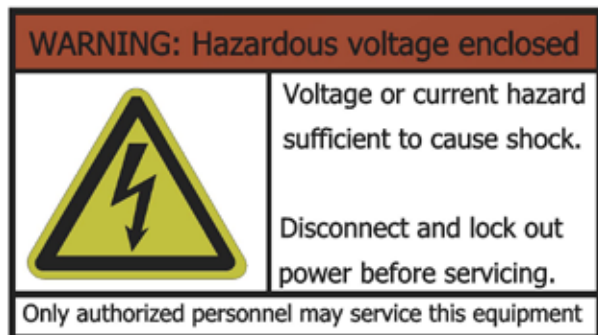 WARNING: Hazardous voltage enclosed
Voltage or current hazard
sufficient to cause shock.
Disconnect and lock out
power before servicing.
Only authorized personnel may service this equipment